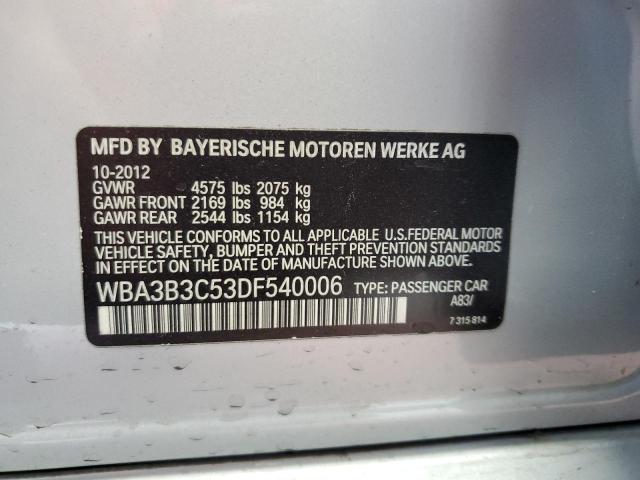 MFD BY BAYERISCHE MOTOREN WERKE AG
10-2012
GVWR 4575 lbs 2075 kg
GAWR FRONT 2169 lbs 984 kg
GAWR REAR 2544 lbs 1154 kg
THIS VEHICLE CONFORMS TO ALL APPLICABLE U.S.FEDERAL MOTOR
VEHICLE SAFETY, BUMPER AND THEFT PREVENTION STANDARDS
IN EFFECT ON THE DATE OF MANUFACTURE SHOWN ABOVE.
WBA3B3C53DF540006 TYPE: PASSENGER CAR
A83/
7 315 814